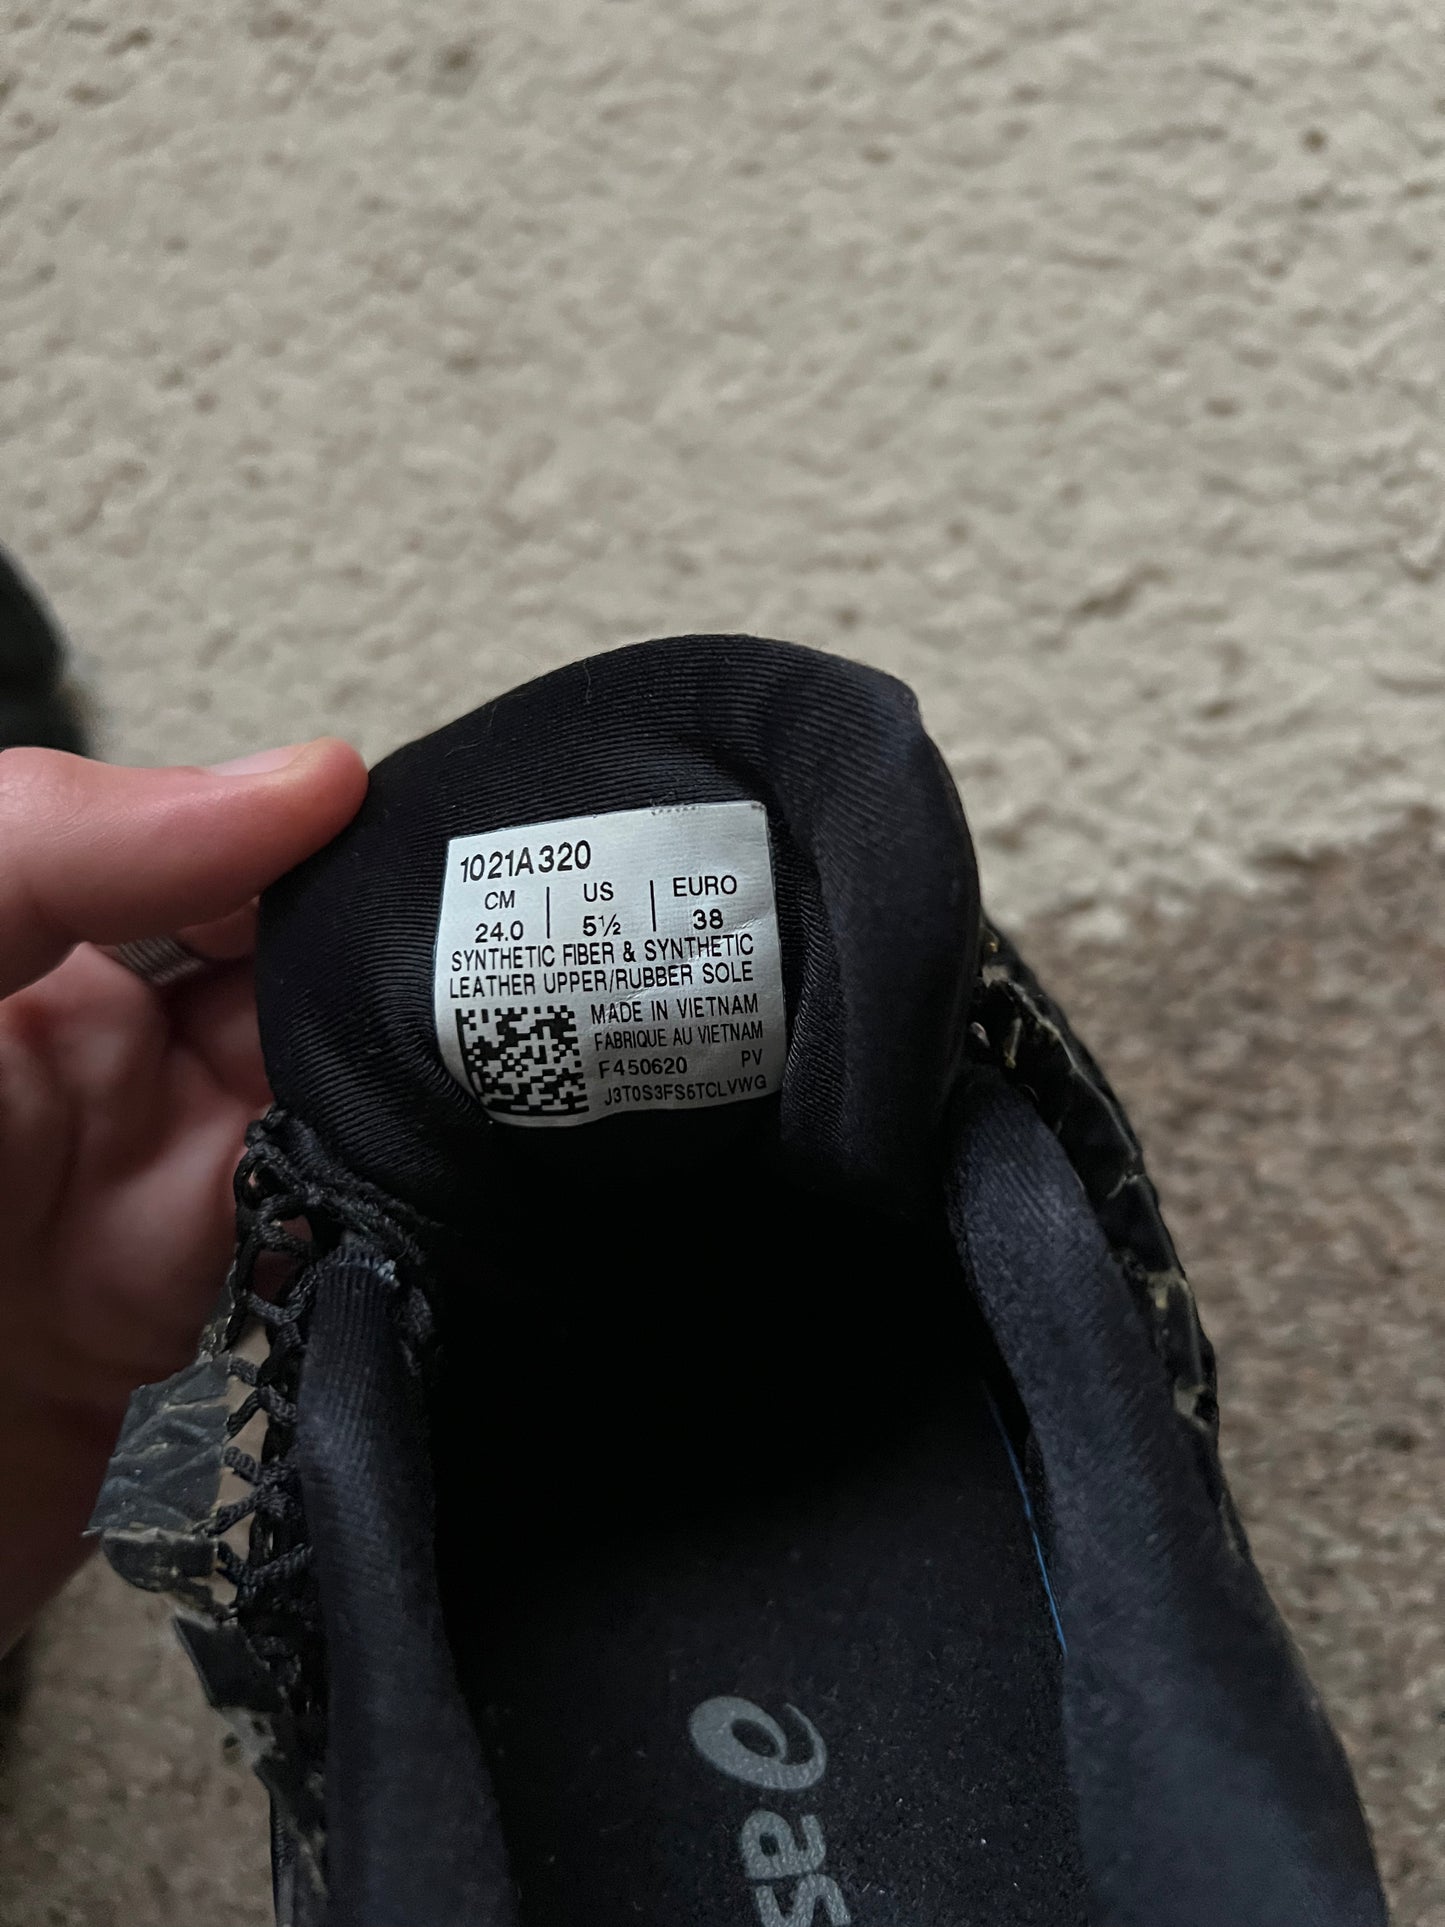 1021A320
CM | US | EURO
24.0 | 5½ | 38
SYNTHETIC FIBER & SYNTHETIC
LEATHER UPPER/RUBBER SOLE
MADE IN VIETNAM
FABRIQUE AU VIETNAM
F450620 PV
J3T0S3FS6TCLVWG
as